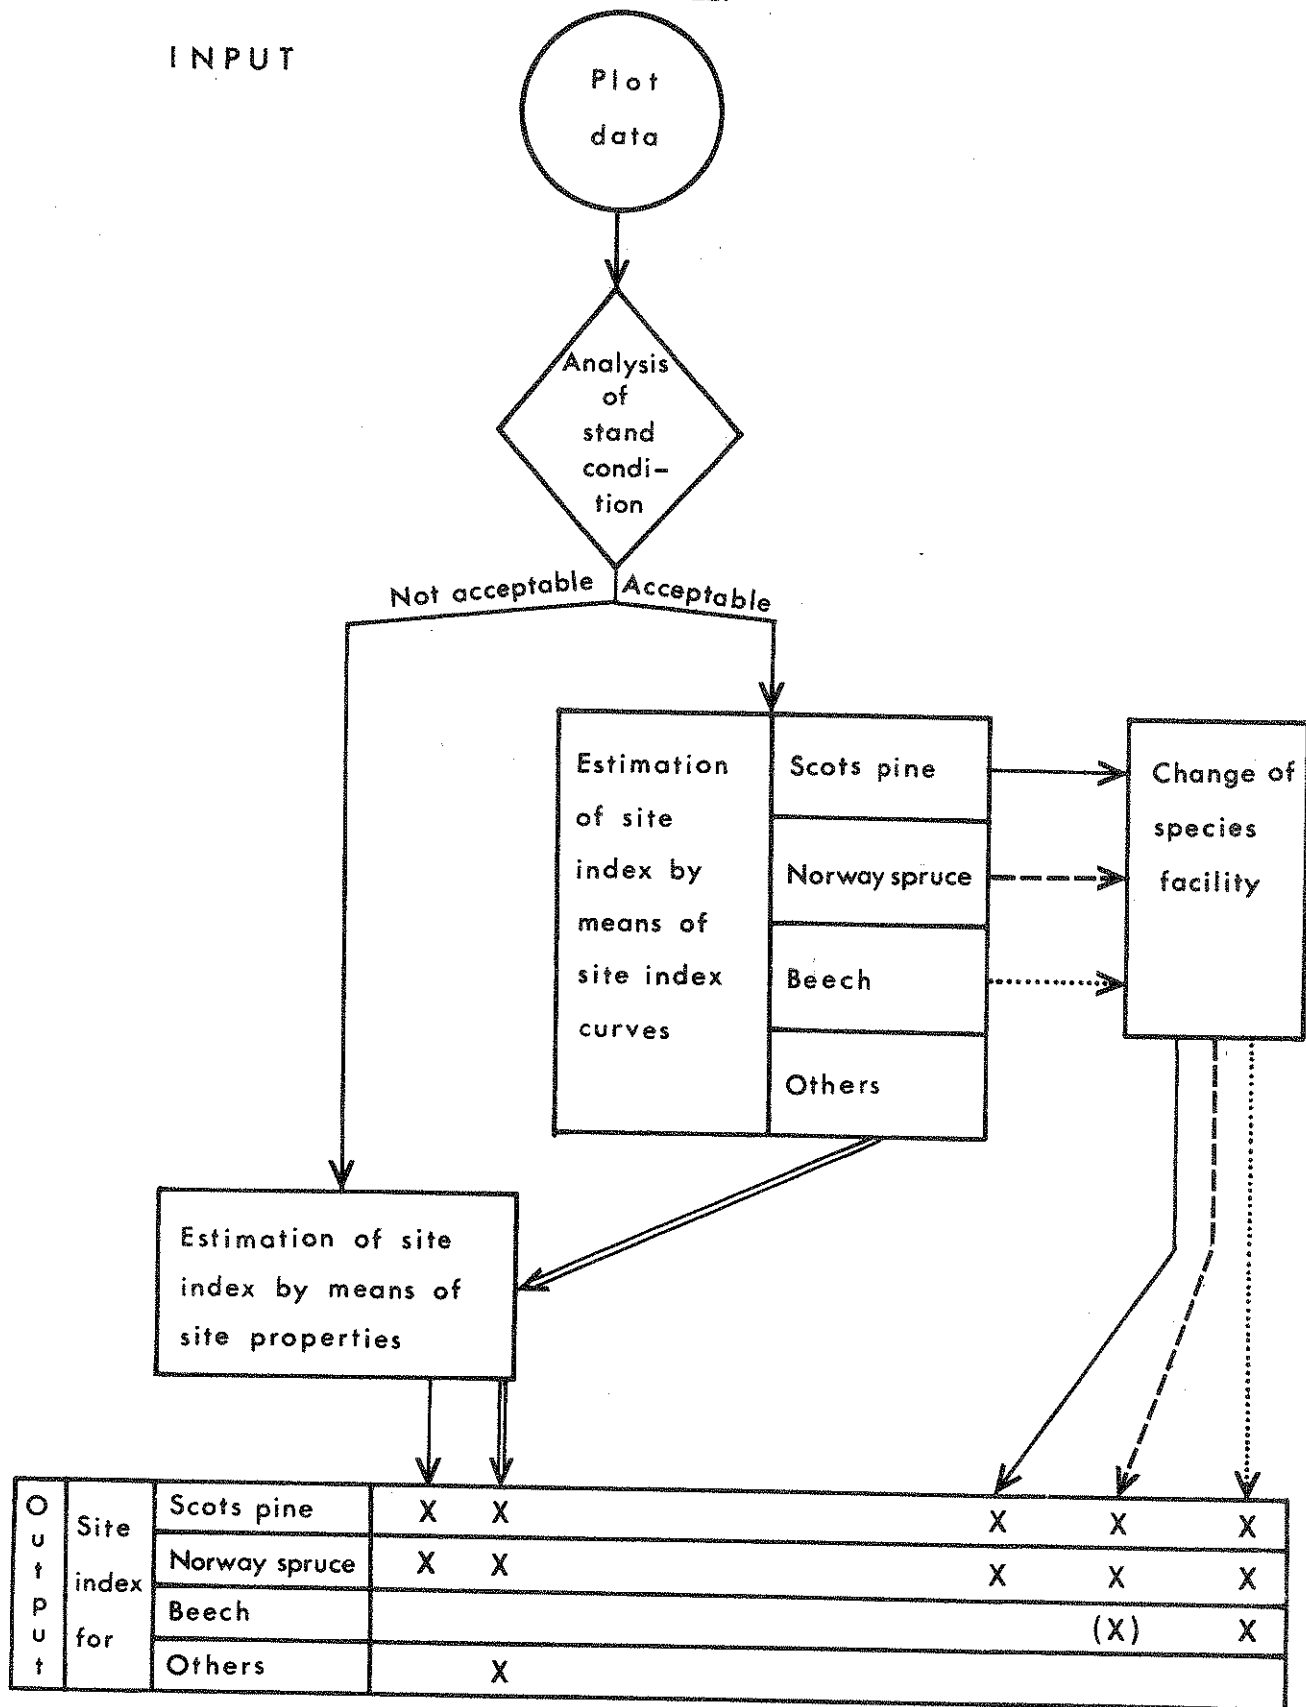 INPUT
Plot
data
Analysis
of
stand
condi-
tion
Not acceptable
Acceptable
Estimation
of site
index by
means of
site index
curves
Scots pine
Norway spruce
Beech
Others
Change of
species
facility
Estimation of site
index by means of
site properties
Output
Site
index
for
Scots pine X X X X X
Norway spruce X X X X X
Beech (X) X
Others X